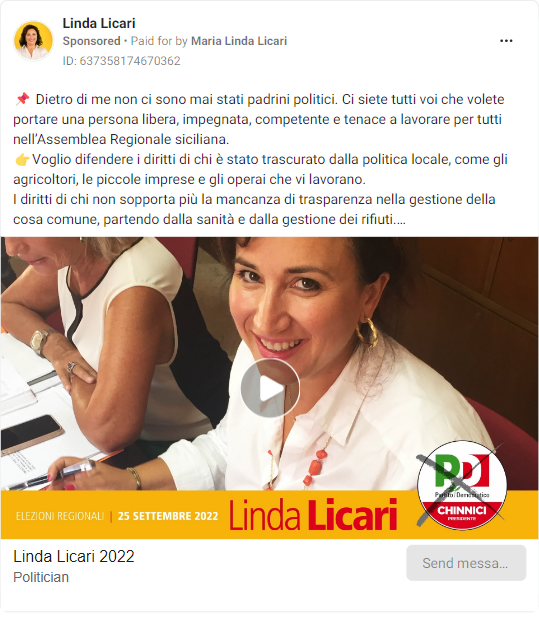 Linda Licari
Sponsored • Paid for by Maria Linda Licari
ID: 637358174670362
📌 Dietro di me non ci sono mai stati padrini politici. Ci siete tutti voi che volete
portare una persona libera, impegnata, competente e tenace a lavorare per tutti
nell'Assemblea Regionale siciliana.
👉Voglio difendere i diritti di chi è stato trascurato dalla politica locale, come gli
agricoltori, le piccole imprese e gli operai che vi lavorano.
I diritti di chi non sopporta più la mancanza di trasparenza nella gestione della
cosa comune, partendo dalla sanità e dalla gestione dei rifiuti....
ELEZIONI REGIONALI | 25 SETTEMBRE 2022
Linda Licari
PD
Partito Democratico
CHINNICI
PRESIDENTE
Linda Licari 2022
Politician
Send messa...